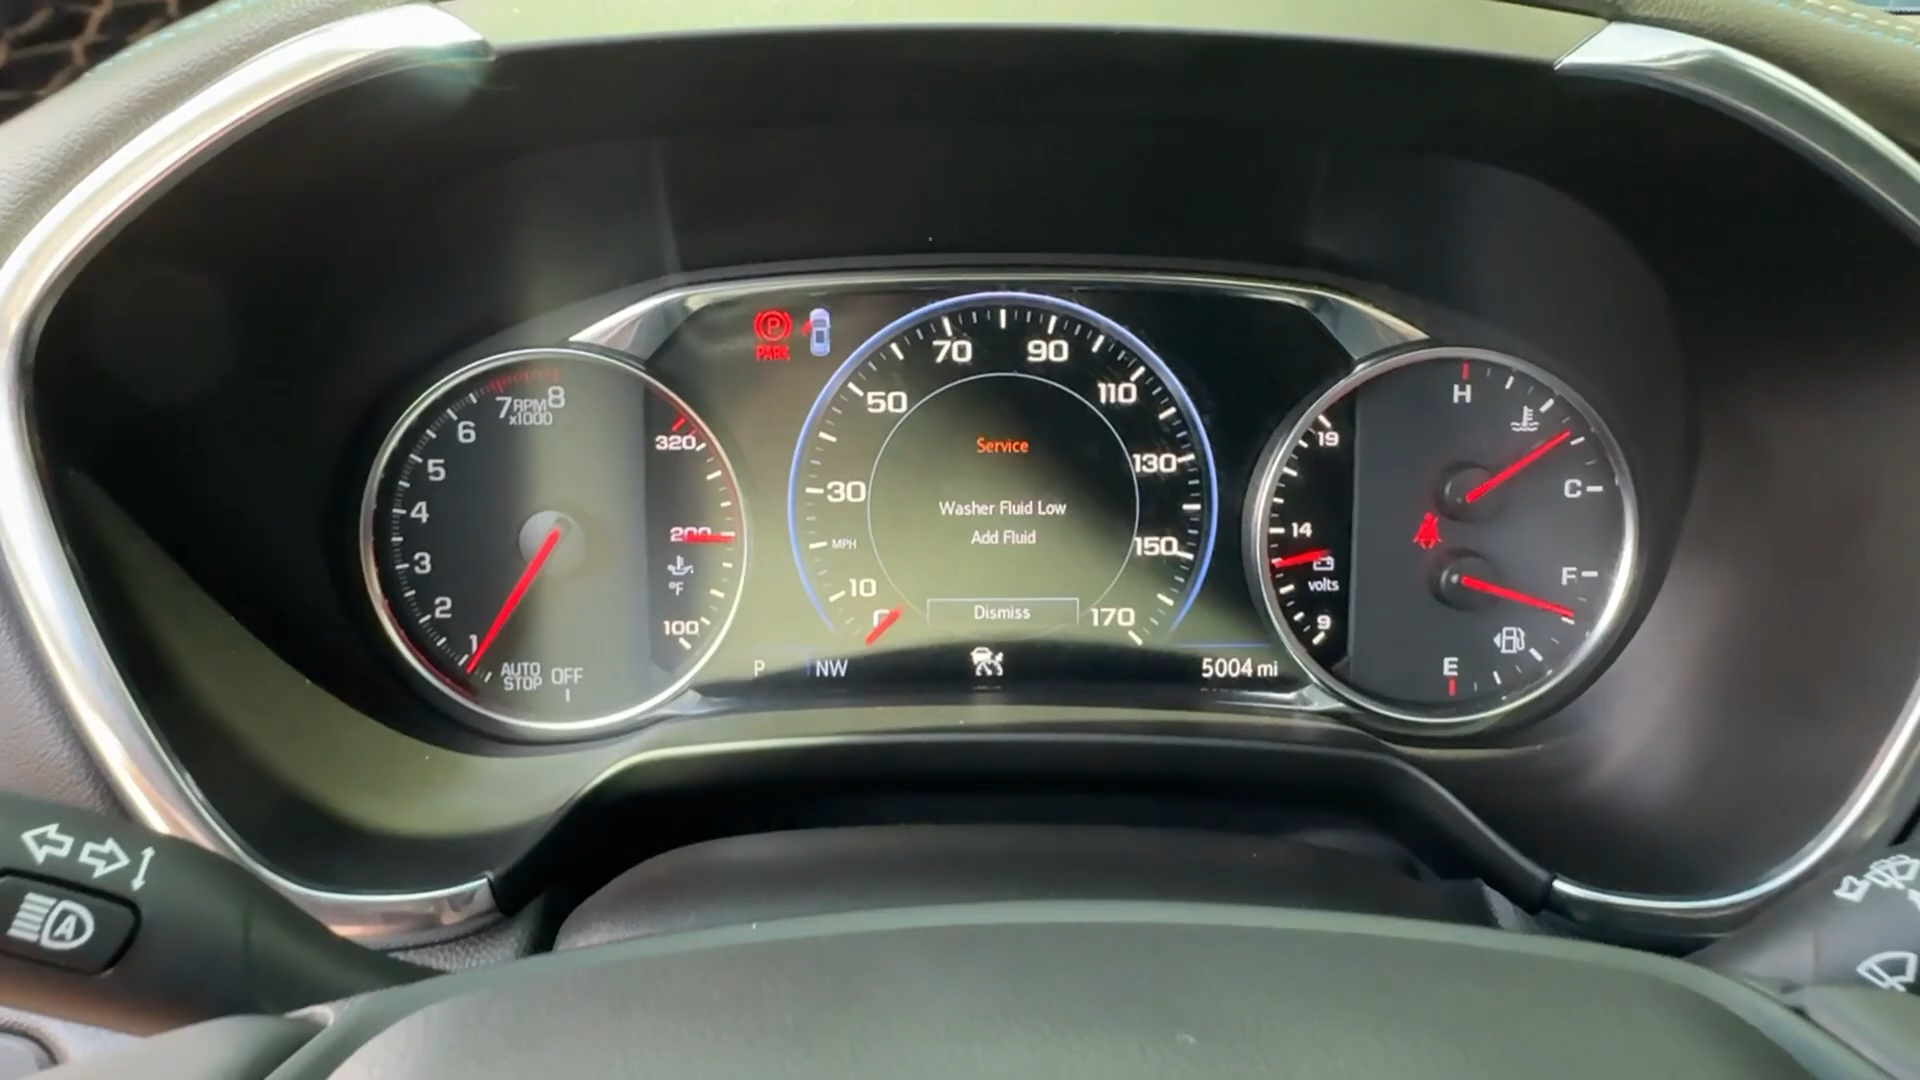 P
PARK
7 RPM 8
x1000
6
5
4
3
2
1
AUTO
STOP
OFF
320
200
°F
100
70
90
50
110
30
130
MPH
150
10
170
Service
Washer Fluid Low
Add Fluid
Dismiss
P
NW
5004 mi
19
14
volts
9
H
C
F
E
A